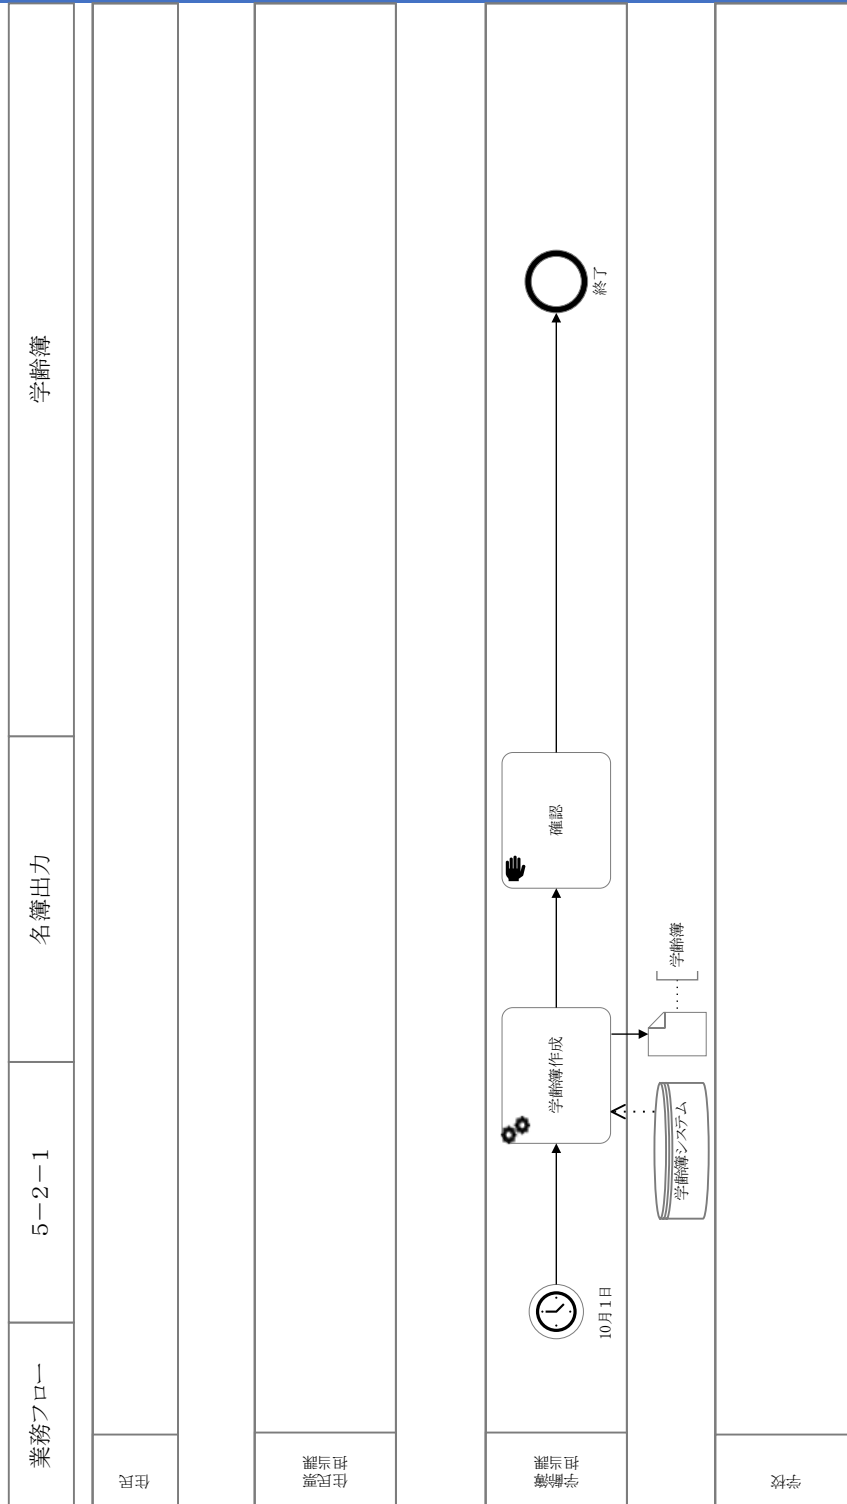 業務フロー
5－2－1
名簿出力
学齢簿
住民
住民票
担当課
学齢簿
担当課
10月1日
学齢簿作成
確認
終了
学齢簿システム
学齢簿
学校